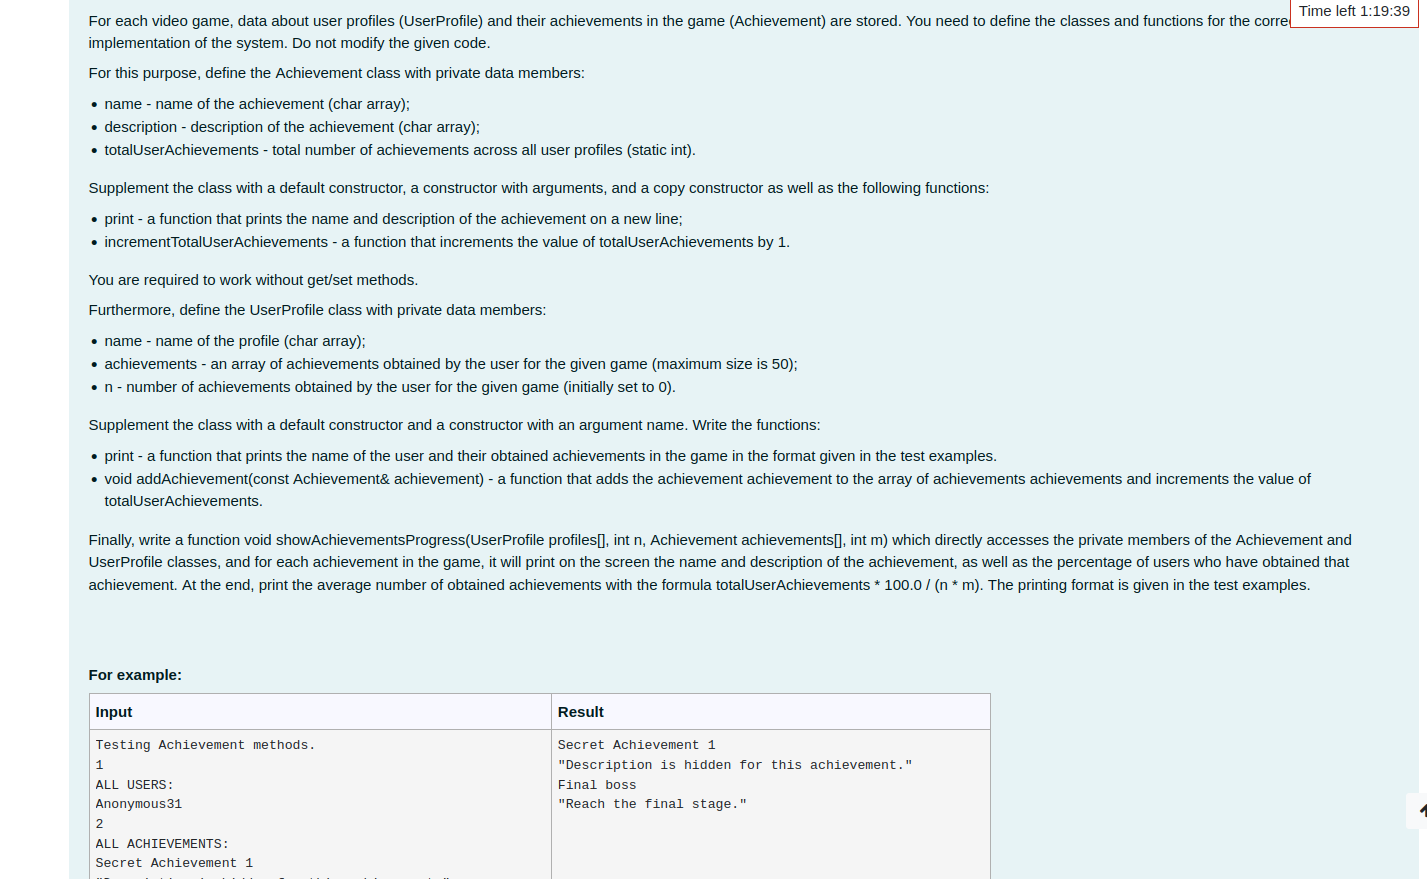 For each video game, data about user profiles (UserProfile) and their achievements in the game (Achievement) are stored. You need to define the classes and functions for the
Time left 1:19:39
implementation of the system. Do not modify the given code.
For this purpose, define the Achievement class with private data members:
• name - name of the achievement (char array);
• description - description of the achievement (char array);
• totalUserAchievements - total number of achievements across all user profiles (static int).
Supplement the class with a default constructor, a constructor with arguments, and a copy constructor as well as the following functions:
• print - a function that prints the name and description of the achievement on a new line;
• incrementTotalUserAchievements - a function that increments the value of totalUserAchievements by 1.
You are required to work without get/set methods.
Furthermore, define the UserProfile class with private data members:
• name - name of the profile (char array);
• achievements - an array of achievements obtained by the user for the given game (maximum size is 50);
• n - number of achievements obtained by the user for the given game (initially set to 0).
Supplement the class with a default constructor and a constructor with an argument name. Write the functions:
• print - a function that prints the name of the user and their obtained achievements in the game in the format given in the test examples.
• void addAchievement(const Achievement& achievement) - a function that adds the achievement achievement to the array of achievements achievements and increments the value of
totalUserAchievements.
Finally, write a function void showAchievementsProgress(UserProfile profiles[], int n, Achievement achievements[], int m) which directly accesses the private members of the Achievement and
UserProfile classes, and for each achievement in the game, it will print on the screen the name and description of the achievement, as well as the percentage of users who have obtained that
achievement. At the end, print the average number of obtained achievements with the formula totalUserAchievements * 100.0 / (n * m). The printing format is given in the test examples.
For example:
Input
Result
Testing Achievement methods.
1
ALL USERS:
Anonymous31
2
ALL ACHIEVEMENTS:
Secret Achievement 1
Secret Achievement 1
"Description is hidden for this achievement."
Final boss
"Reach the final stage."